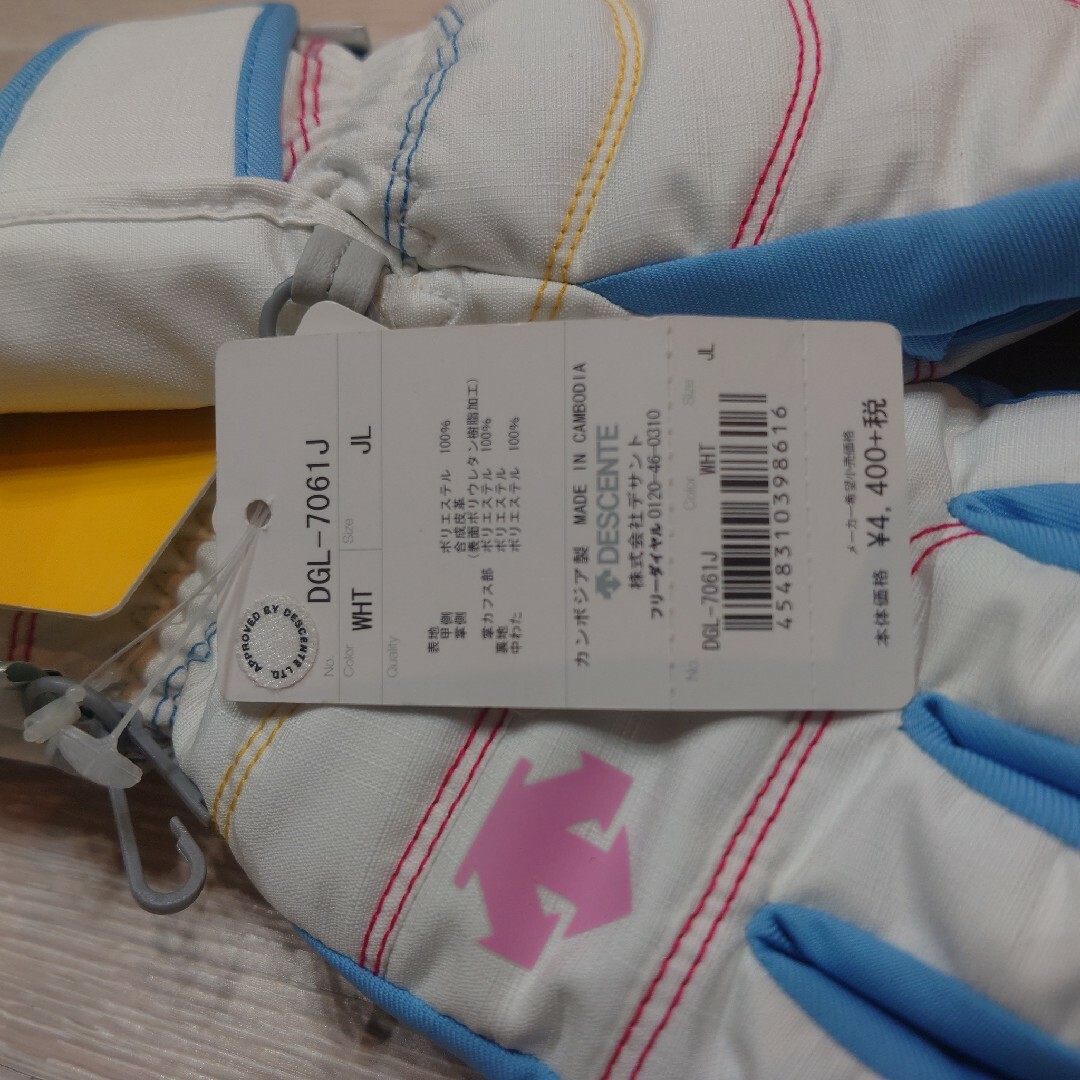 APPROVED BY DESCENTE LTD.
No. DGL-7061J
Color WHT Size JL
Quality
表地
甲側 ポリエステル 100%
掌側 合成皮革
(表面ポリウレタン樹脂加工)
掌カフス部 ポリエステル 100%
裏地 ポリエステル
中わた ポリエステル 100%
カンボジア製 MADE IN CAMBODIA
DESCENTE
株式会社デサント
フリーダイヤル 0120-46-0310
No. Color Size
DGL-7061J WHT JL
4548310398616
メーカー希望小売価格
本体価格 ¥4,400+税